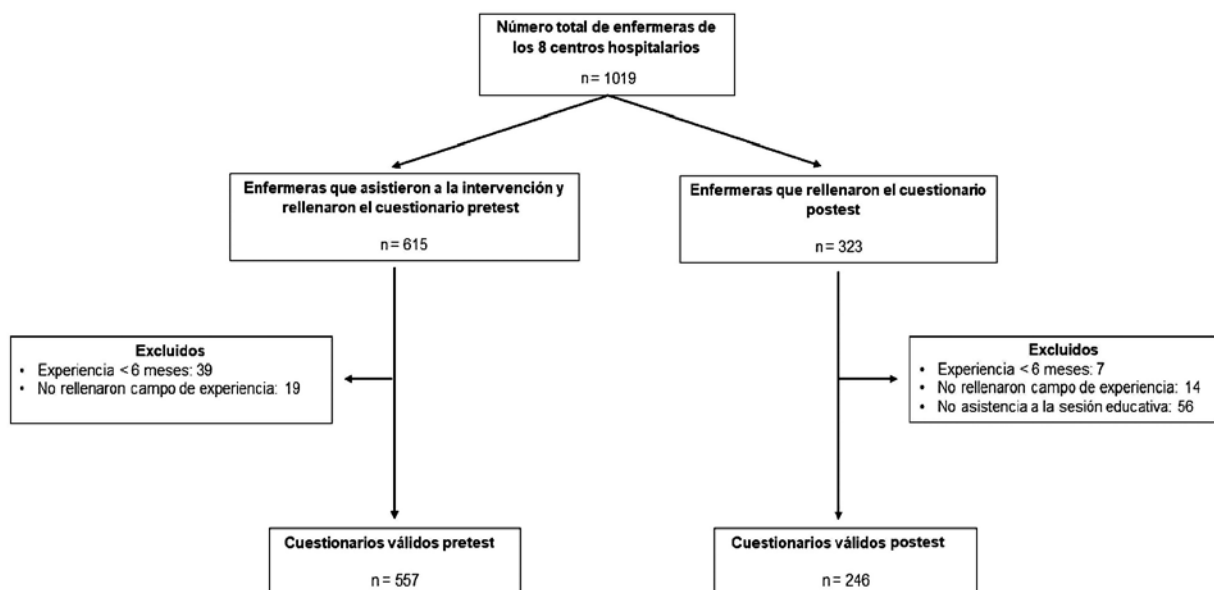 Número total de enfermeras de
los 8 centros hospitalarios
n= 1019
Enfermeras que asistieron a la intervención y
rellenaron el cuestionario pretest
n= 615
Enfermeras que rellenaron el cuestionario
postest
n= 323
Excluidos
• Experiencia < 6 meses: 39
• No rellenaron campo de experiencia: 19
Excluidos
• Experiencia < 6 meses: 7
• No rellenaron campo de experiencia: 14
• No asistencia a la sesión educativa: 56
Cuestionarios válidos pretest
n= 557
Cuestionarios válidos postest
n= 246